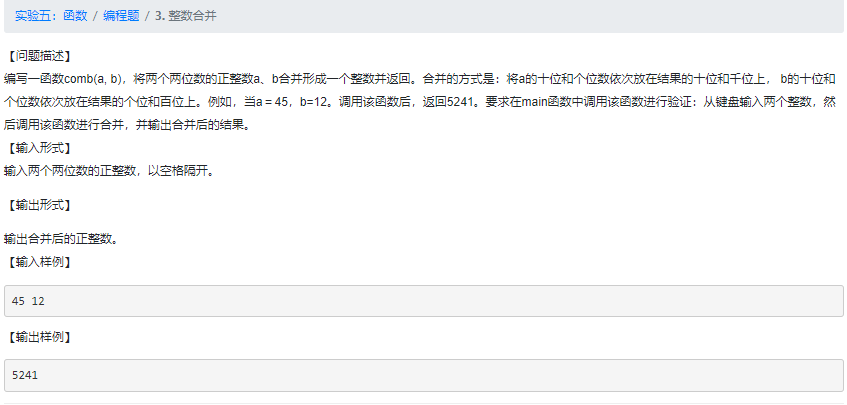 实验五：函数 / 编程题 / 3. 整数合并
【问题描述】
编写一函数comb(a, b)，将两个两位数的正整数a、b合并形成一个整数并返回。合并的方式是：将a的十位和个位数依次放在结果的十位和千位上， b的十位和
个位数依次放在结果的个位和百位上。例如，当a＝45，b=12。调用该函数后，返回5241。要求在main函数中调用该函数进行验证：从键盘输入两个整数，然
后调用该函数进行合并，并输出合并后的结果。
【输入形式】
输入两个两位数的正整数，以空格隔开。
【输出形式】
输出合并后的正整数。
【输入样例】
45 12
【输出样例】
5241